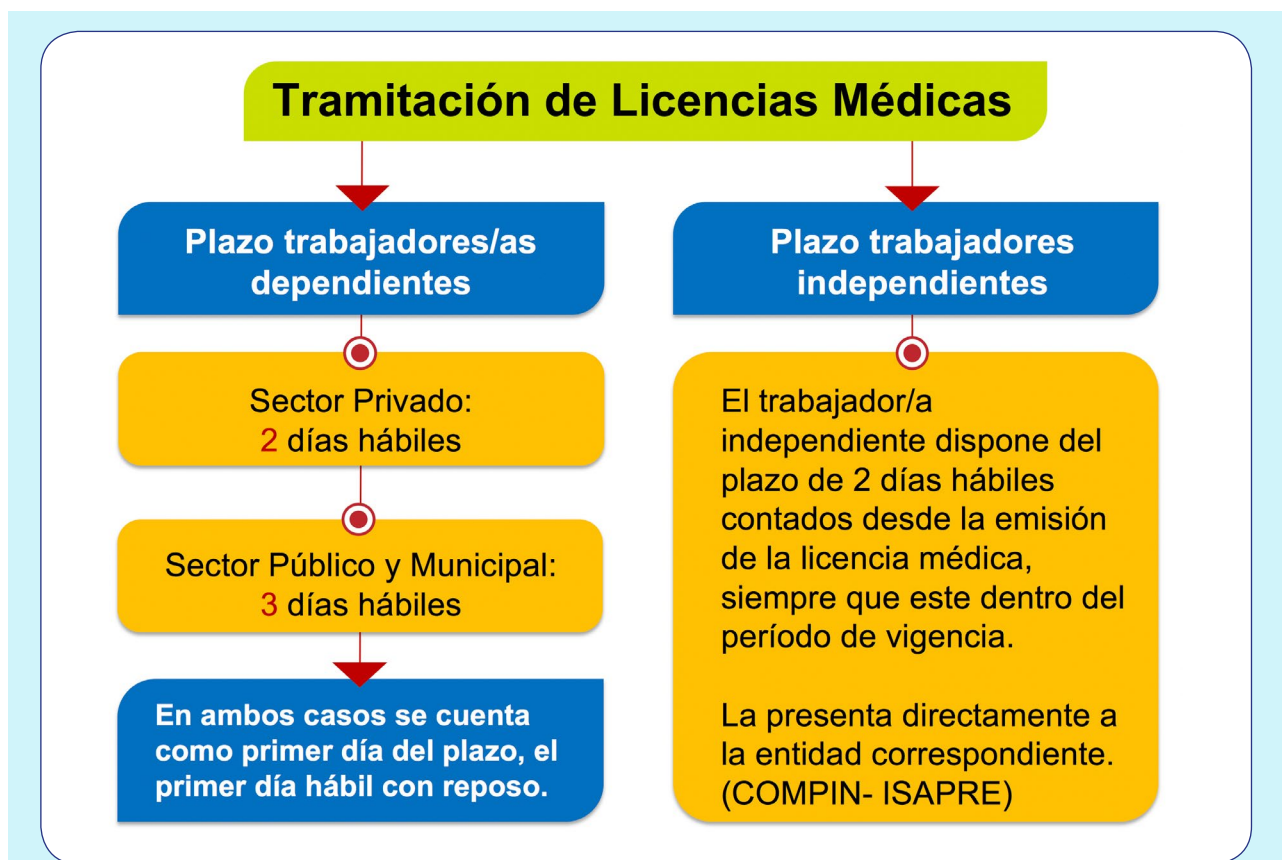 Tramitación de Licencias Médicas
Plazo trabajadores/as
dependientes
Sector Privado:
2 días hábiles
Sector Público y Municipal:
3 días hábiles
En ambos casos se cuenta
como primer día del plazo, el
primer día hábil con reposo.
Plazo trabajadores
independientes
El trabajador/a
independiente dispone del
plazo de 2 días hábiles
contados desde la emisión
de la licencia médica,
siempre que este dentro del
período de vigencia.
La presenta directamente a
la entidad correspondiente.
(COMPIN- ISAPRE)